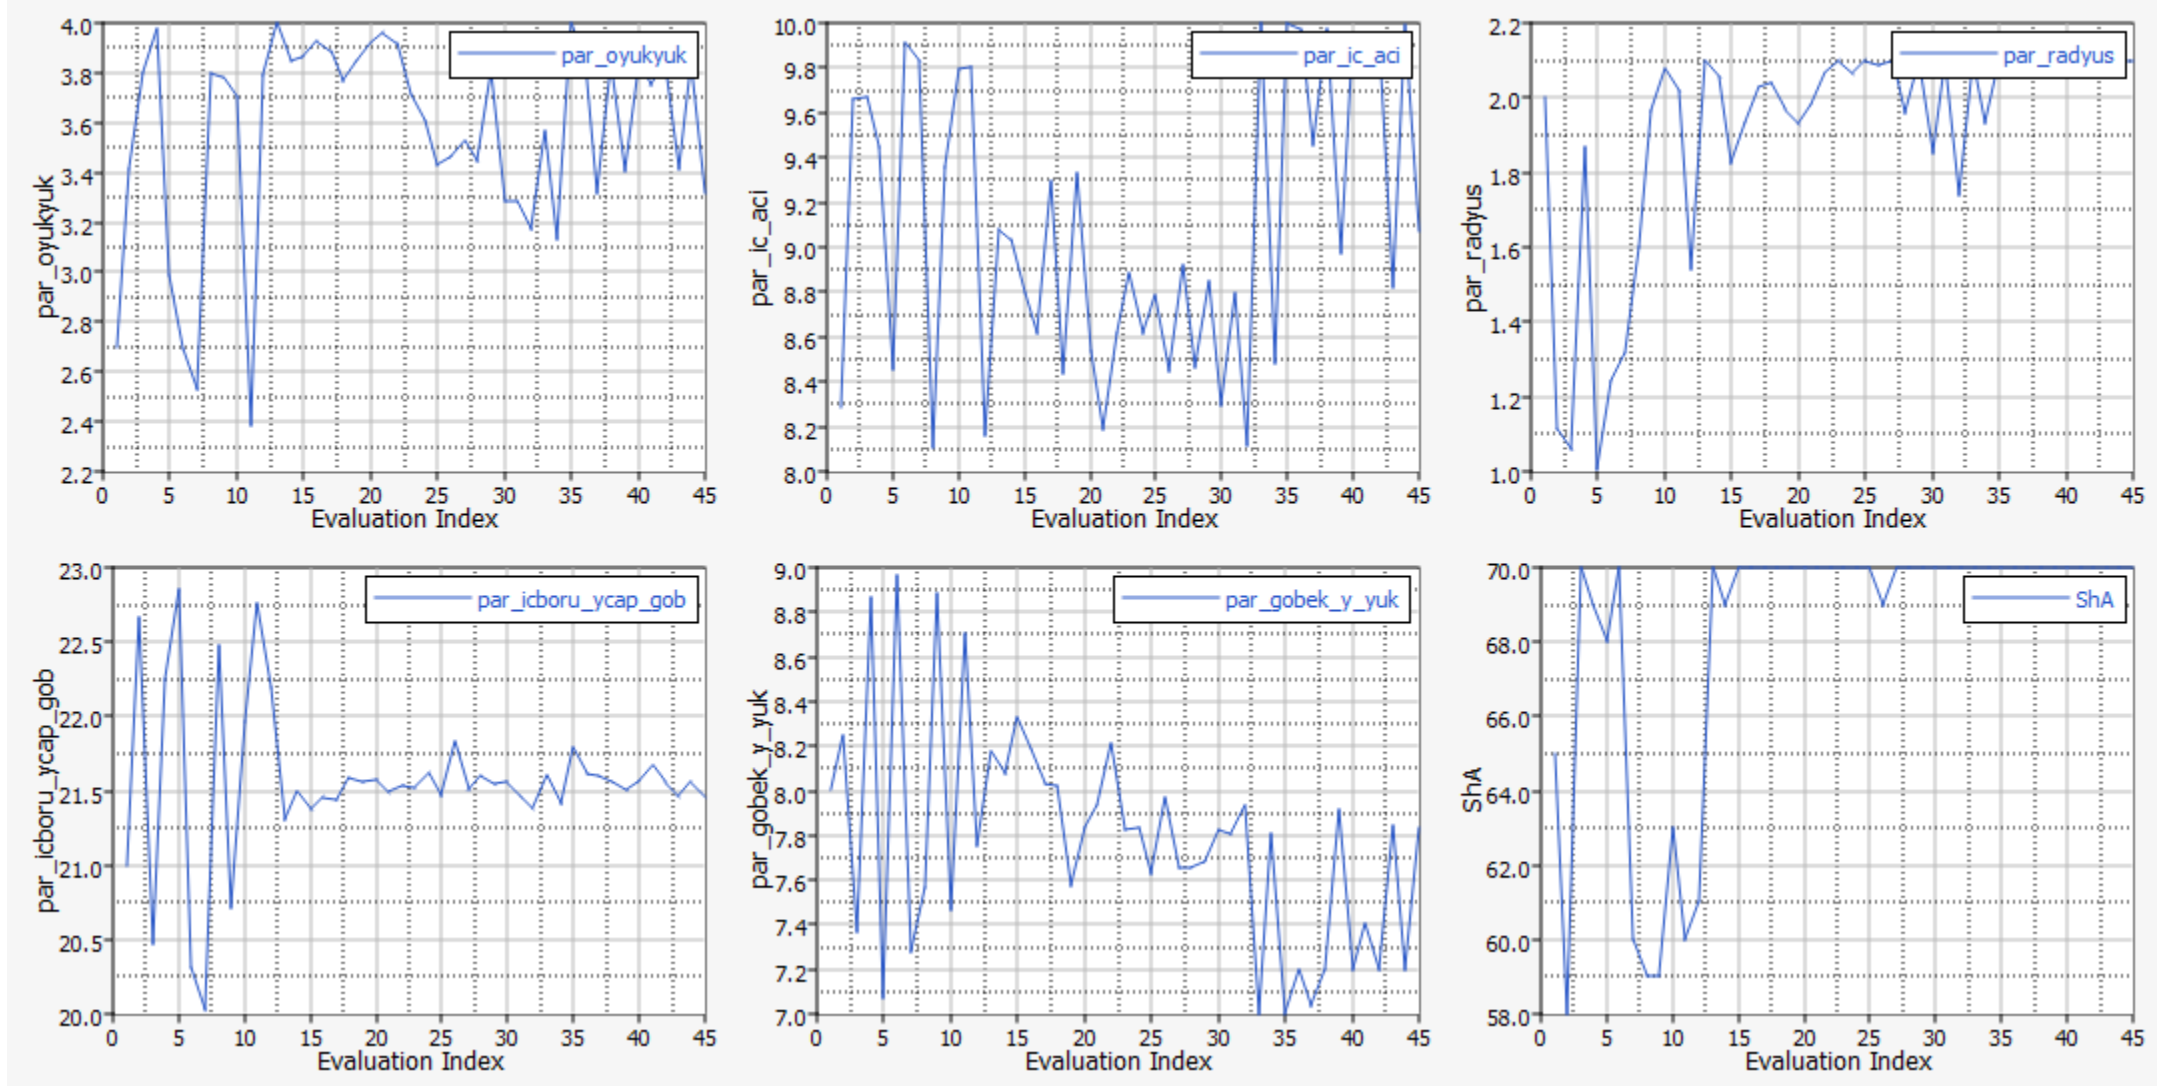 4.0
3.8
3.6
3.4
3.2
3.0
2.8
2.6
2.4
2.2
par_oyukyuk
par_oyukyuk
0 5 10 15 20 25 30 35 40 45
Evaluation Index
10.0
9.8
9.6
9.4
9.2
9.0
8.8
8.6
8.4
8.2
8.0
par_ic_aci
par_ic_aci
0 5 10 15 20 25 30 35 40 45
Evaluation Index
2.2
2.0
1.8
1.6
1.4
1.2
1.0
par_radyus
par_radyus
0 5 10 15 20 25 30 35 40 45
Evaluation Index
23.0
22.5
22.0
21.5
21.0
20.5
20.0
par_icboru_ycap_gob
par_icboru_ycap_gob
0 5 10 15 20 25 30 35 40 45
Evaluation Index
9.0
8.8
8.6
8.4
8.2
8.0
7.8
7.6
7.4
7.2
7.0
par_gobek_y_yuk
par_gobek_y_yuk
0 5 10 15 20 25 30 35 40 45
Evaluation Index
70.0
68.0
66.0
64.0
62.0
60.0
58.0
ShA
ShA
0 5 10 15 20 25 30 35 40 45
Evaluation Index